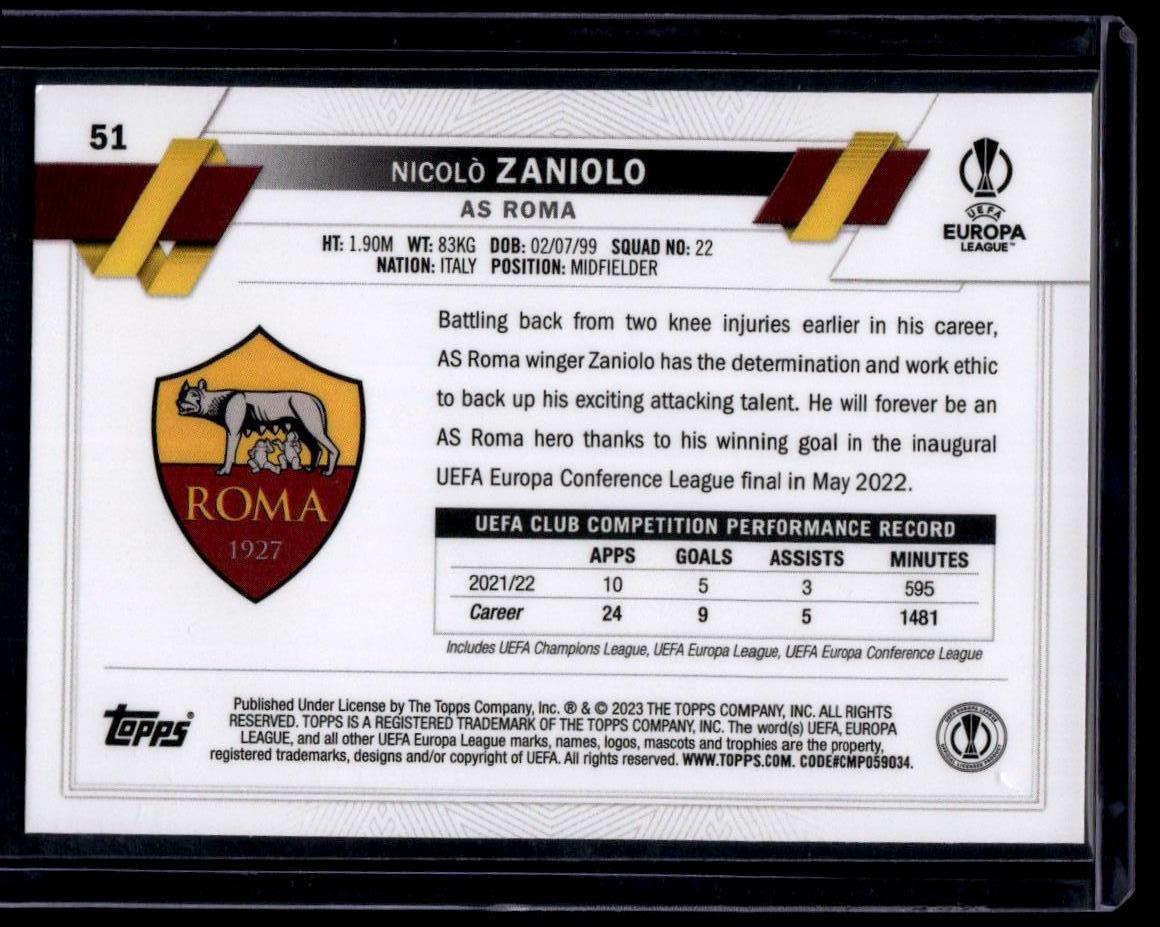 51
NICOLÒ ZANIOLO
AS ROMA
HT: 1.90M WT: 83KG DOB: 02/07/99 SQUAD NO: 22
NATION: ITALY POSITION: MIDFIELDER
UEFA
EUROPA
LEAGUE™
Battling back from two knee injuries earlier in his career,
AS Roma winger Zaniolo has the determination and work ethic
to back up his exciting attacking talent. He will forever be an
AS Roma hero thanks to his winning goal in the inaugural
UEFA Europa Conference League final in May 2022.
ROMA
1927
UEFA CLUB COMPETITION PERFORMANCE RECORD
APPS GOALS ASSISTS MINUTES
2021/22 10 5 3 595
Career 24 9 5 1481
Includes UEFA Champions League, UEFA Europa League, UEFA Europa Conference League
Topps®
Published Under License by The Topps Company, Inc. ® & © 2023 THE TOPPS COMPANY, INC. ALL RIGHTS
RESERVED. TOPPS IS A REGISTERED TRADEMARK OF THE TOPPS COMPANY, INC. The word(s) UEFA, EUROPA
LEAGUE, and all other UEFA Europa League marks, names, logos, mascots and trophies are the property,
registered trademarks, designs and/or copyright of UEFA. All rights reserved. WWW.TOPPS.COM. CODE#CMP059034.
UEFA EUROPA LEAGUE
OFFICIAL LICENSED PRODUCT